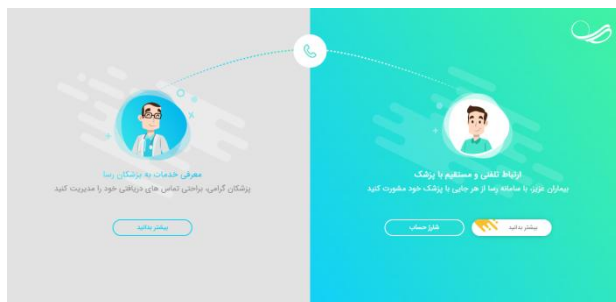 ارتباط تلفنی و مستقیم با پزشک
بیماران عزیز، با سامانه رسا از هر جایی با پزشک خود مشورت کنید
بیشتر بدانید
شارژ حساب
معرفی خدمات به پزشکان رسا
پزشکان گرامی، براحتی تماس های دریافتی خود را مدیریت کنید
بیشتر بدانید